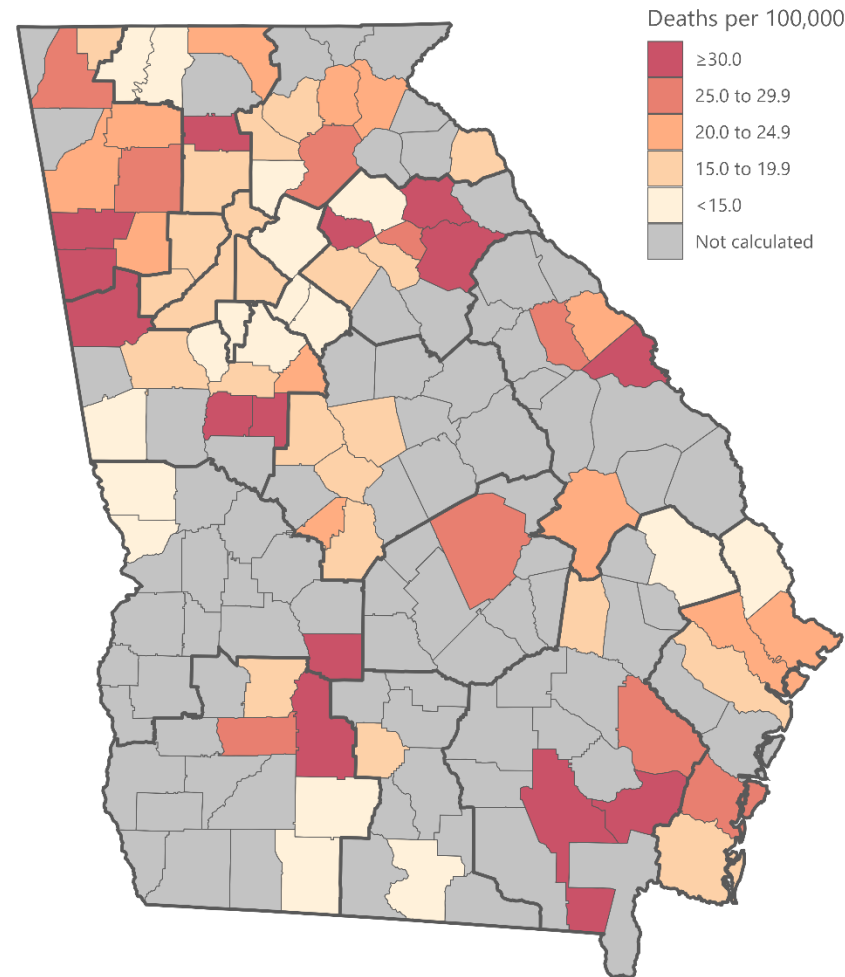 Deaths per 100,000
≥30.0
25.0 to 29.9
20.0 to 24.9
15.0 to 19.9
<15.0
Not calculated